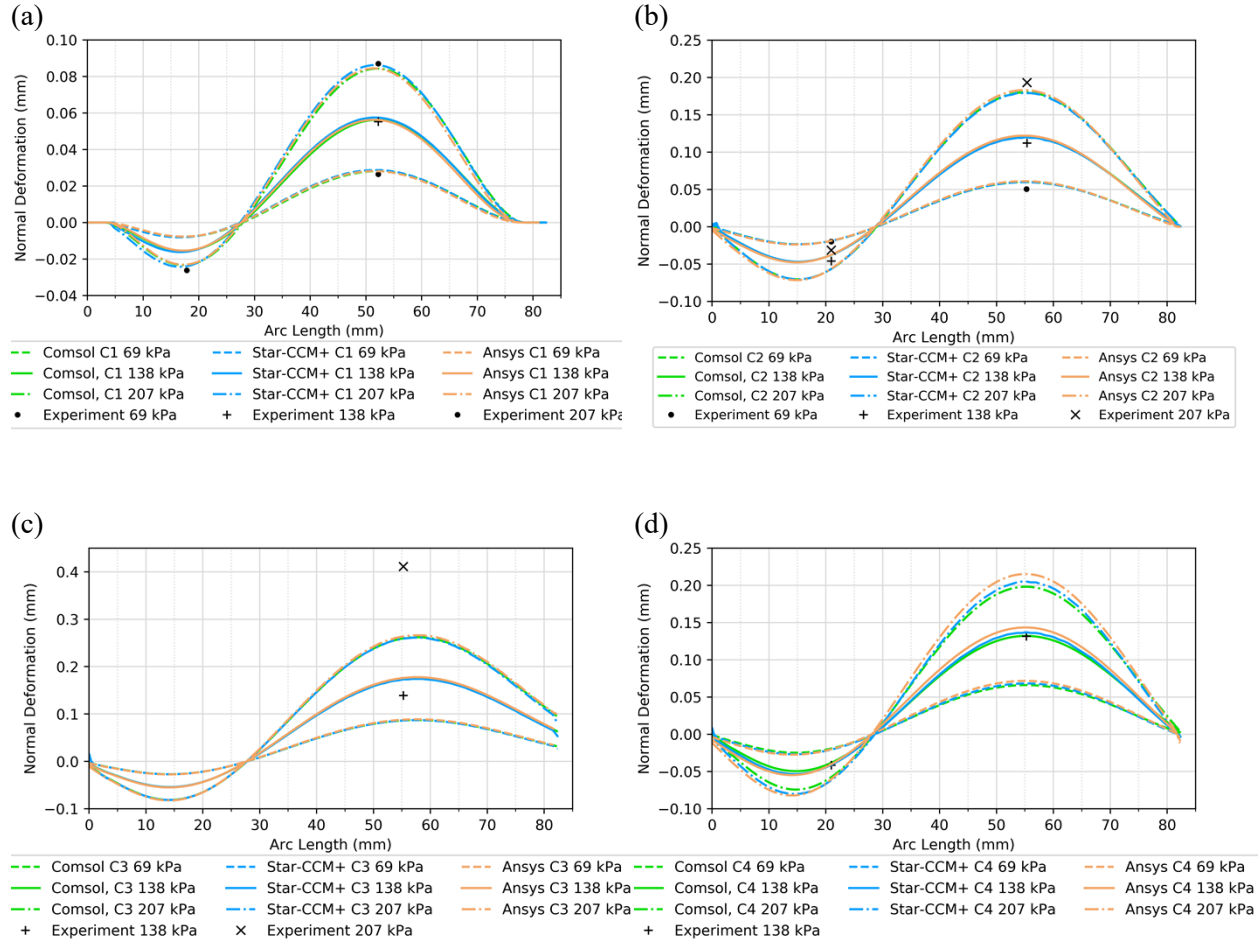 (a)
0.10
0.08
0.06
0.04
0.02
0.00
−0.02
−0.04
Normal Deformation (mm)
0 10 20 30 40 50 60 70 80
Arc Length (mm)
Comsol C1 69 kPa Star-CCM+ C1 69 kPa Ansys C1 69 kPa
Comsol, C1 138 kPa Star-CCM+ C1 138 kPa Ansys C1 138 kPa
Comsol, C1 207 kPa Star-CCM+ C1 207 kPa Ansys C1 207 kPa
Experiment 69 kPa Experiment 138 kPa Experiment 207 kPa
(b)
0.25
0.20
0.15
0.10
0.05
0.00
−0.05
−0.10
Normal Deformation (mm)
0 10 20 30 40 50 60 70 80
Arc Length (mm)
Comsol C2 69 kPa Star-CCM+ C2 69 kPa Ansys C2 69 kPa
Comsol, C2 138 kPa Star-CCM+ C2 138 kPa Ansys C2 138 kPa
Comsol, C2 207 kPa Star-CCM+ C2 207 kPa Ansys C2 207 kPa
Experiment 69 kPa Experiment 138 kPa Experiment 207 kPa
(c)
0.4
0.3
0.2
0.1
0.0
−0.1
Normal Deformation (mm)
0 10 20 30 40 50 60 70 80
Arc Length (mm)
Comsol C3 69 kPa Star-CCM+ C3 69 kPa Ansys C3 69 kPa
Comsol, C3 138 kPa Star-CCM+ C3 138 kPa Ansys C3 138 kPa
Comsol, C3 207 kPa Star-CCM+ C3 207 kPa Ansys C3 207 kPa
Experiment 138 kPa Experiment 207 kPa
(d)
0.25
0.20
0.15
0.10
0.05
0.00
−0.05
−0.10
Normal Deformation (mm)
0 10 20 30 40 50 60 70 80
Arc Length (mm)
Comsol C4 69 kPa Star-CCM+ C4 69 kPa Ansys C4 69 kPa
Comsol, C4 138 kPa Star-CCM+ C4 138 kPa Ansys C4 138 kPa
Comsol, C4 207 kPa Star-CCM+ C4 207 kPa Ansys C4 207 kPa
Experiment 138 kPa